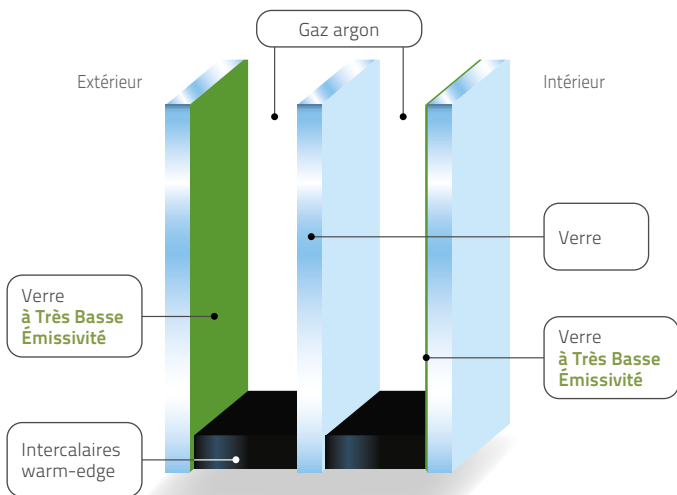 Gaz argon
Extérieur
Intérieur
Verre
Verre
à Très Basse
Émissivité
Verre
à Très Basse
Émissivité
Intercalaires
warm-edge